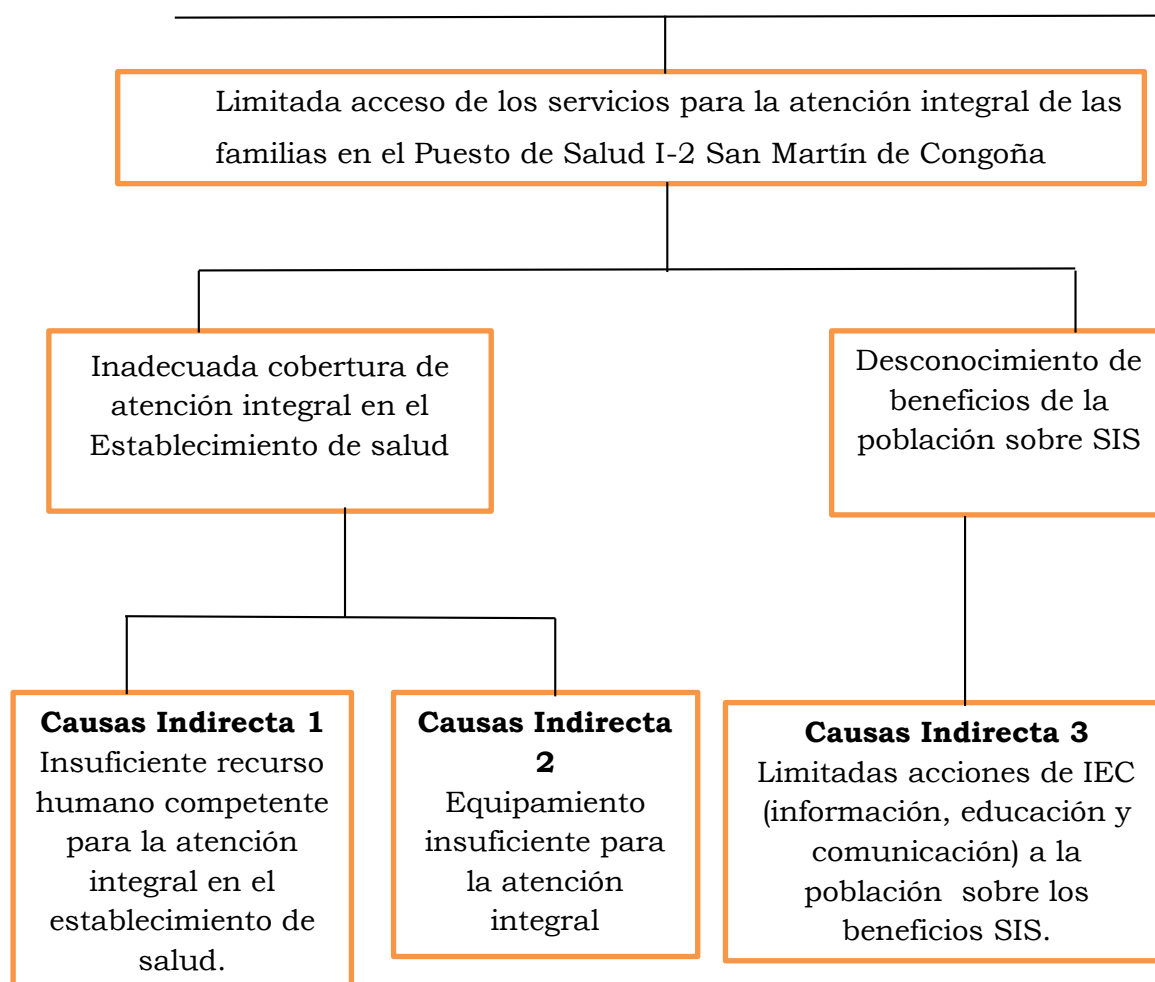 Limitada acceso de los servicios para la atención integral de las
familias en el Puesto de Salud I-2 San Martín de Congoña
Inadecuada cobertura de
atención integral en el
Establecimiento de salud
Desconocimiento de
beneficios de la
población sobre SIS
Causas Indirecta 1
Insuficiente recurso
humano competente
para la atención
integral en el
establecimiento de
salud.
Causas Indirecta
2
Equipamiento
insuficiente para
la atención
integral
Causas Indirecta 3
Limitadas acciones de IEC
(información, educación y
comunicación) a la
población sobre los
beneficios SIS.